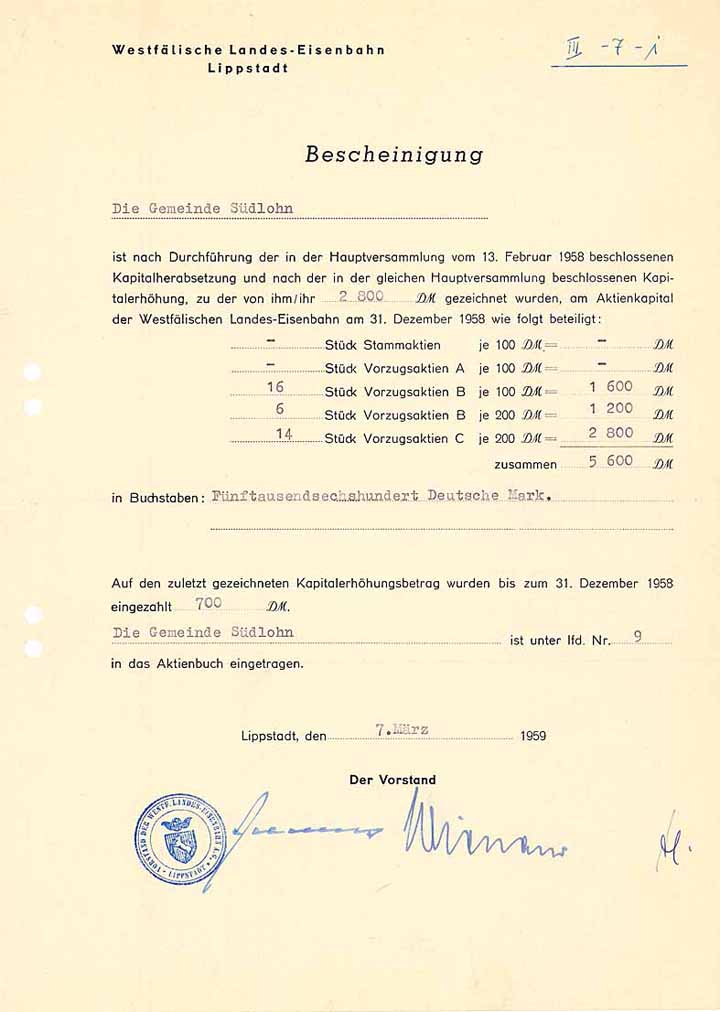 Westfälische Landes-Eisenbahn
Lippstadt
III - 7 - i
Bescheinigung
Die Gemeinde Südlohn
ist nach Durchführung der in der Hauptversammlung vom 13. Februar 1958 beschlossenen
Kapitalherabsetzung und nach der in der gleichen Hauptversammlung beschlossenen Kapi-
talerhöhung, zu der von ihm/ihr 2 800 DM gezeichnet wurden, am Aktienkapital
der Westfälischen Landes-Eisenbahn am 31. Dezember 1958 wie folgt beteiligt:
- Stück Stammaktien je 100 DM = - DM
- Stück Vorzugsaktien A je 100 DM = - DM
16 Stück Vorzugsaktien B je 100 DM = 1 600 DM
6 Stück Vorzugsaktien B je 200 DM = 1 200 DM
14 Stück Vorzugsaktien C je 200 DM = 2 800 DM
zusammen 5 600 DM
in Buchstaben: Fünftausendsechshundert Deutsche Mark.
Auf den zuletzt gezeichneten Kapitalerhöhungsbetrag wurden bis zum 31. Dezember 1958
eingezahlt 700 DM.
Die Gemeinde Südlohn ist unter lfd. Nr. 9
in das Aktienbuch eingetragen.
Lippstadt, den 7. März 1959
Der Vorstand
VORSTAND DER WESTF. LANDES-EISENBAHN A.G.
LIPPSTADT